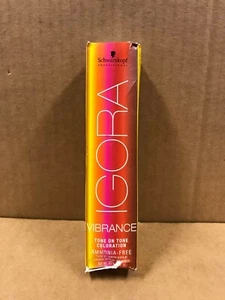 Schwarzkopf
PROFESSIONAL
IGORA
VIBRANCE
TONE ON TONE
COLORATION
AMMONIA-FREE